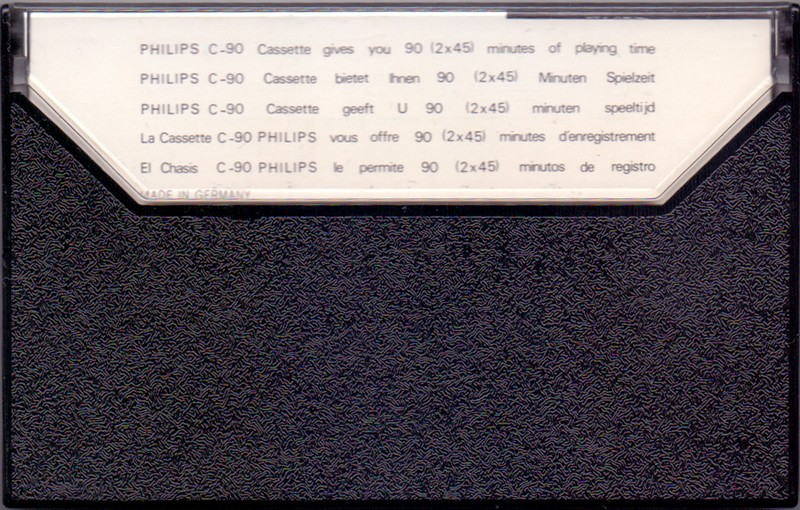 PHILIPS C-90 Cassette gives you 90 (2x45) minutes of playing time
PHILIPS C-90 Cassette bietet Ihnen 90 (2x45) Minuten Spielzeit
PHILIPS C-90 Cassette geeft U 90 (2x45) minuten speeltijd
La Cassette C-90 PHILIPS vous offre 90 (2x45) minutes d'enregistrement
El Chasis C-90 PHILIPS le permite 90 (2x45) minutos de registro
MADE IN GERMANY